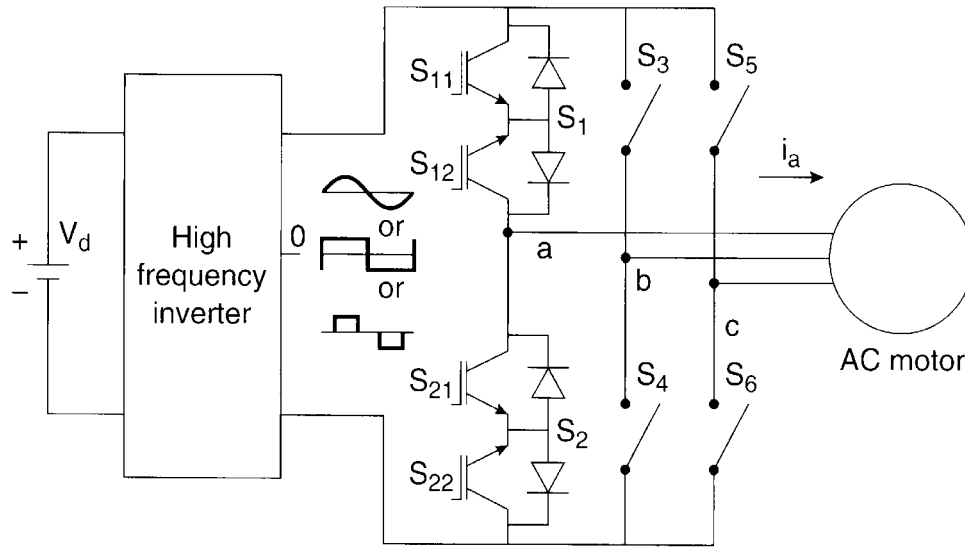 S11
S3
S5
S1
S12
ia
+
Vd
−
High
frequency
inverter
0
or
or
a
b
c
AC motor
S21
S4
S6
S2
S22